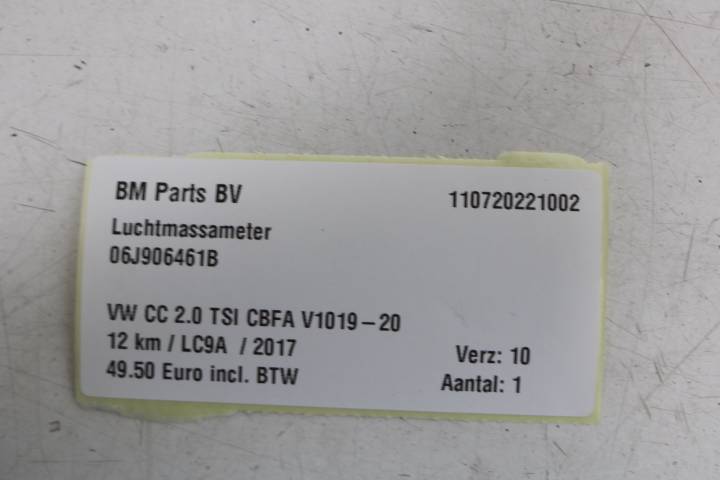 BM Parts BV 110720221002
Luchtmassameter
06J906461B
VW CC 2.0 TSI CBFA V1019-20
12 km / LC9A / 2017 Verz: 10
49.50 Euro incl. BTW Aantal: 1